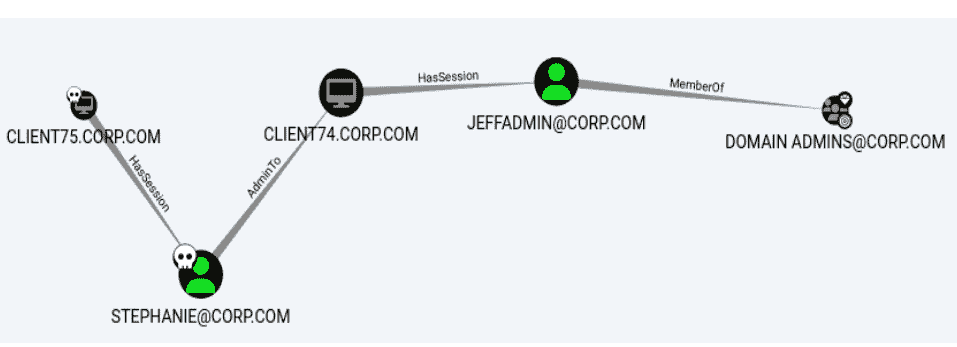 HasSession
MemberOf
CLIENT75.CORP.COM
CLIENT74.CORP.COM
JEFFADMIN@CORP.COM
DOMAIN ADMINS@CORP.COM
HasSession
AdminTo
STEPHANIE@CORP.COM